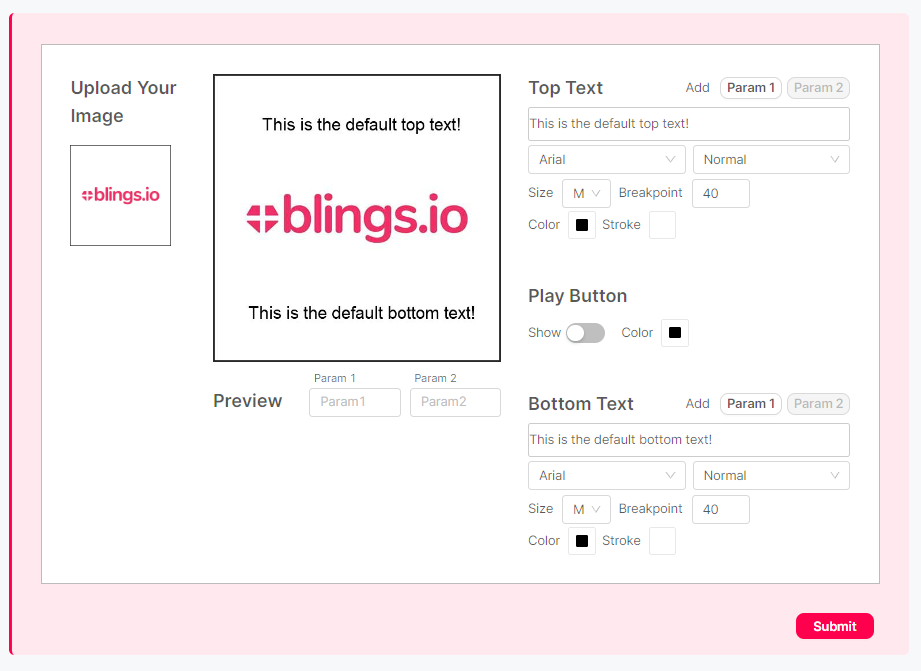 Upload Your
Image
blings.io
This is the default top text!
blings.io
This is the default bottom text!
Preview
Param 1
Param1
Param 2
Param2
Top Text Add Param 1 Param 2
This is the default top text!
Arial Normal
Size M Breakpoint 40
Color Stroke
Play Button
Show Color
Bottom Text Add Param 1 Param 2
This is the default bottom text!
Arial Normal
Size M Breakpoint 40
Color Stroke
Submit